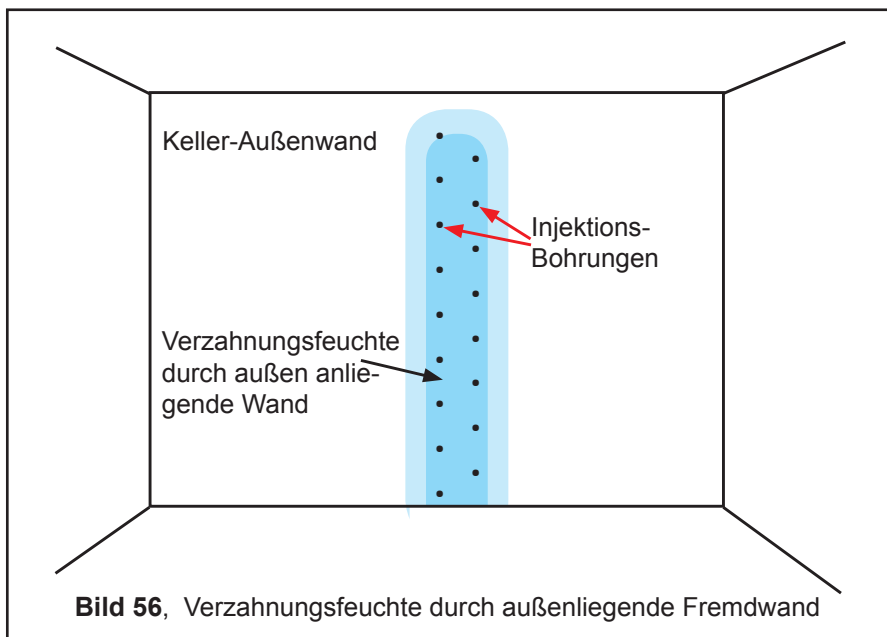 Keller-Außenwand
Injektions-
Bohrungen
Verzahnungsfeuchte
durch außen anlie-
gende Wand
Bild 56, Verzahnungsfeuchte durch außenliegende Fremdwand